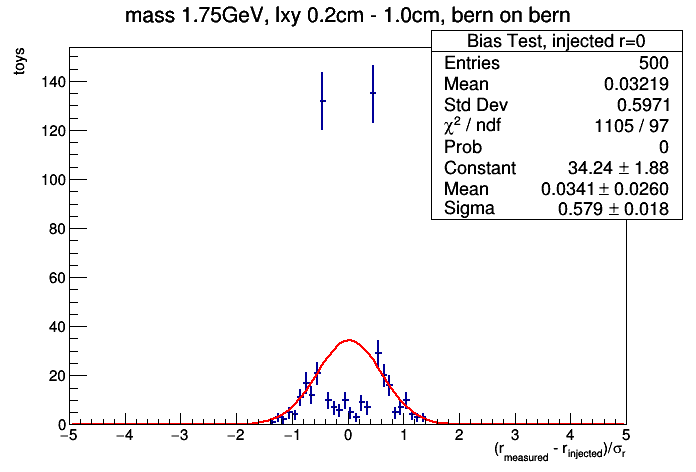 mass 1.75GeV, lxy 0.2cm - 1.0cm, bern on bern
toys
Bias Test, injected r=0
Entries 500
Mean 0.03219
Std Dev 0.5971
χ² / ndf 1105 / 97
Prob 0
Constant 34.24 ± 1.88
Mean 0.0341 ± 0.0260
Sigma 0.579 ± 0.018
140
120
100
80
60
40
20
0
−5 −4 −3 −2 −1 0 1 2 3 4 5
(r_measured - r_injected)/σ_r